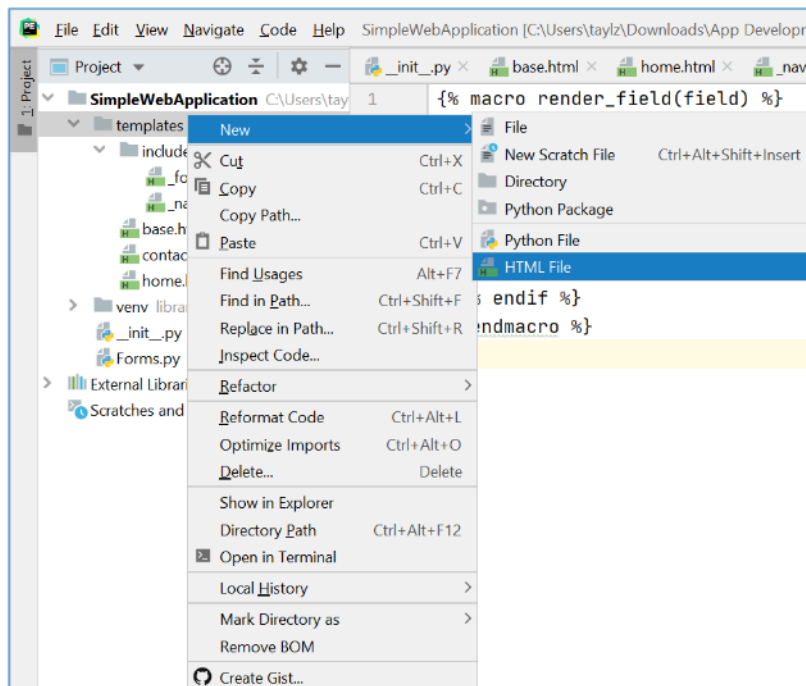 File Edit View Navigate Code Help SimpleWebApplication [C:\Users\taylz\Downloads\App Developr
Project
__init__.py base.html home.html _nav
1: Project
SimpleWebApplication C:\Users\tay
1 {% macro render_field(field) %}
templates
include
_fo
_na
base.h
contac
home.
venv libra
__init__.py
Forms.py
External Librari
Scratches and
New
Cut Ctrl+X
Copy Ctrl+C
Copy Path...
Paste Ctrl+V
Find Usages Alt+F7
Find in Path... Ctrl+Shift+F
Replace in Path... Ctrl+Shift+R
Inspect Code...
Refactor
Reformat Code Ctrl+Alt+L
Optimize Imports Ctrl+Alt+O
Delete... Delete
Show in Explorer
Directory Path Ctrl+Alt+F12
Open in Terminal
Local History
Mark Directory as
Remove BOM
Create Gist...
File
New Scratch File Ctrl+Alt+Shift+Insert
Directory
Python Package
Python File
HTML File
endif %}
endmacro %}